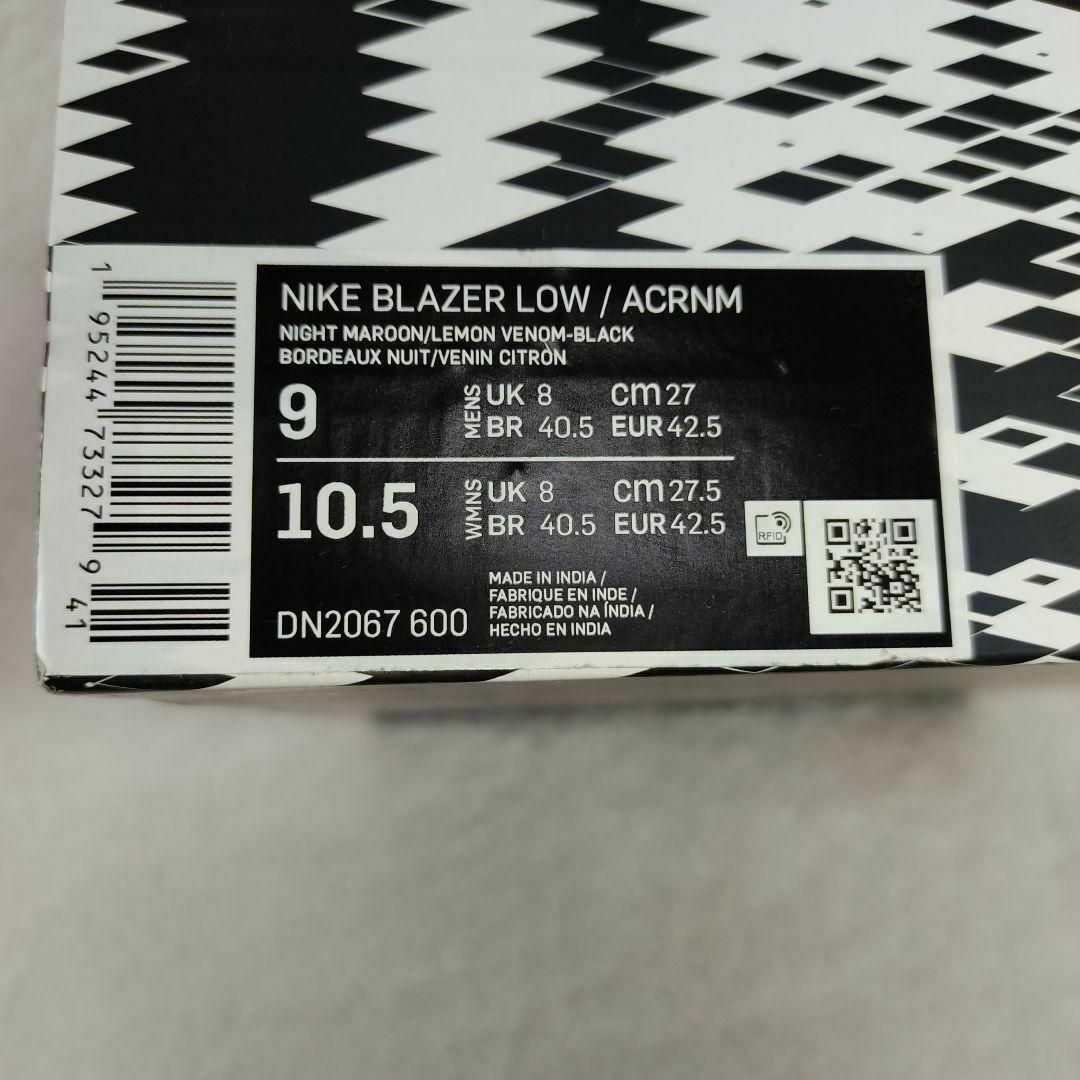 NIKE BLAZER LOW / ACRNM
NIGHT MAROON/LEMON VENOM-BLACK
BORDEAUX NUIT/VENIN CITRON
9 MENS UK 8 cm 27
BR 40.5 EUR 42.5
10.5 WMNS UK 8 cm 27.5
BR 40.5 EUR 42.5
RFID
MADE IN INDIA /
FABRIQUE EN INDE /
FABRICADO NA ÍNDIA /
HECHO EN INDIA
DN2067 600
1 95244 73327 9 41